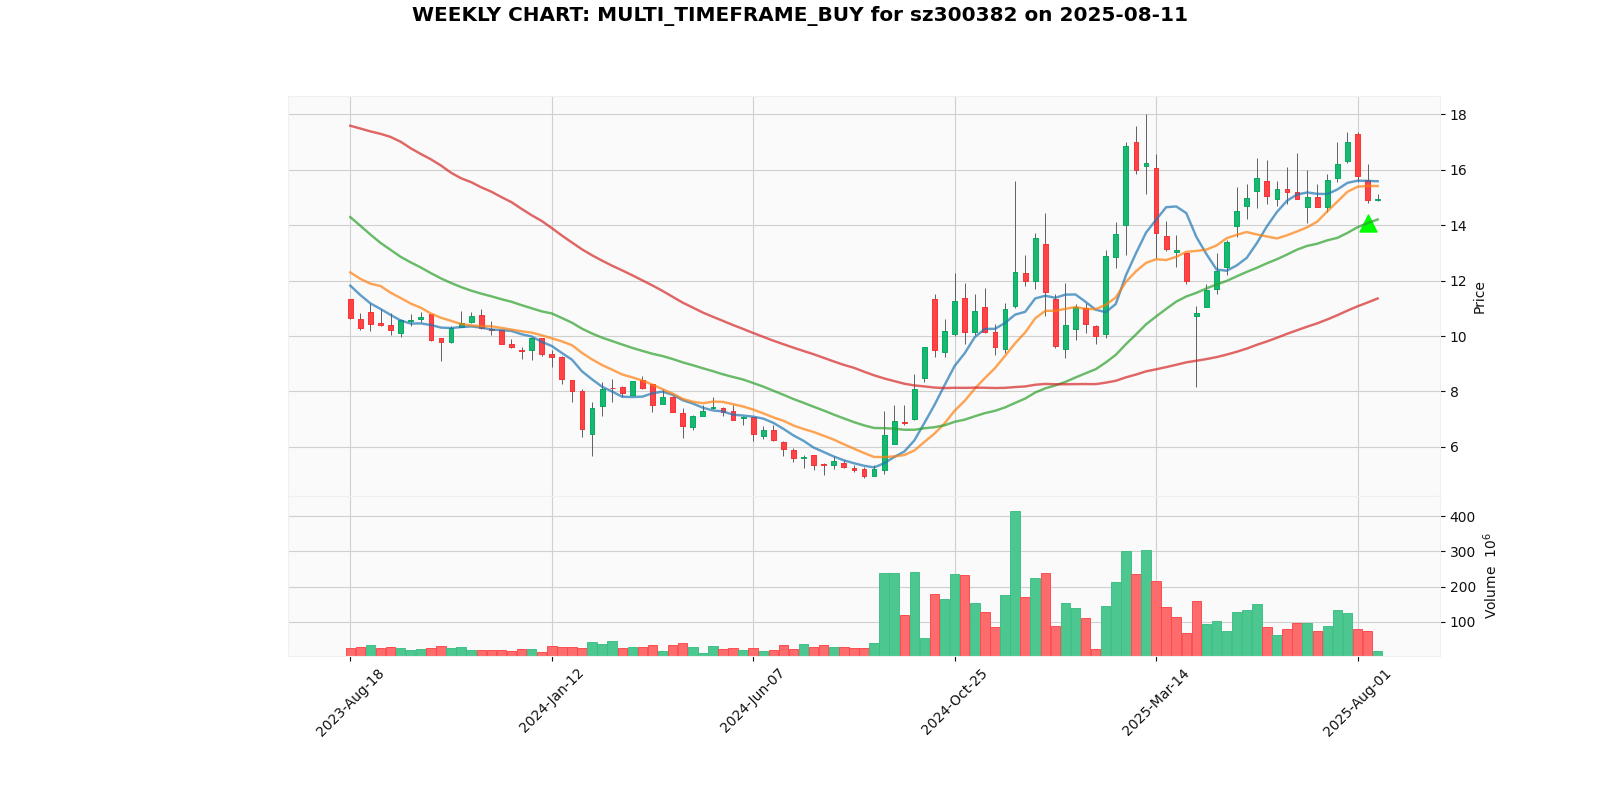 WEEKLY CHART: MULTI_TIMEFRAME_BUY for sz300382 on 2025-08-11
18
16
14
12
10
8
6
Price
400
300
200
100
Volume 10⁶
2023-Aug-18
2024-Jan-12
2024-Jun-07
2024-Oct-25
2025-Mar-14
2025-Aug-01